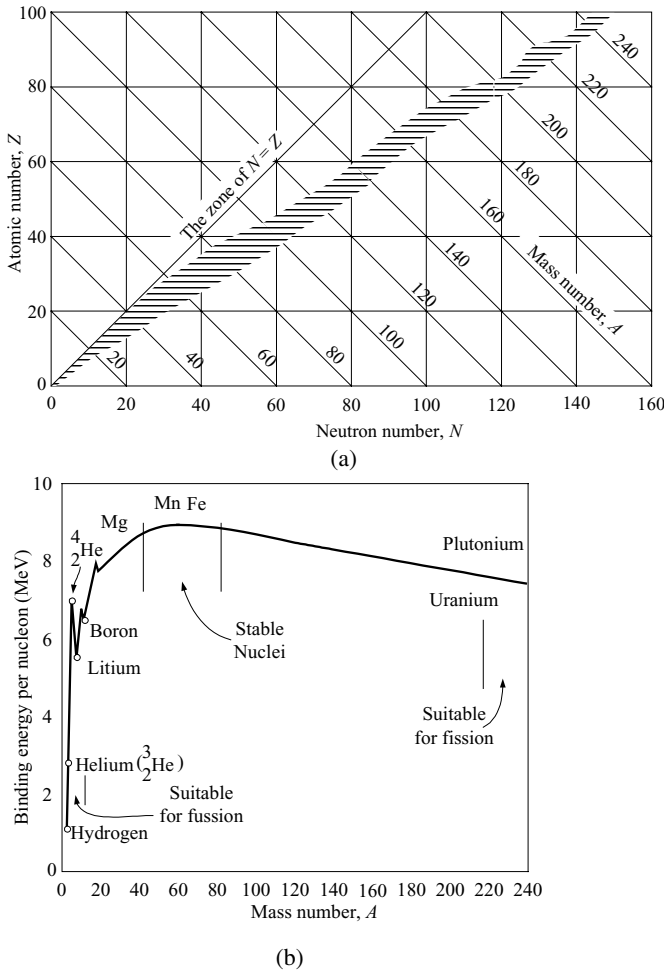 100
80
60
40
20
0
Atomic number, Z
The zone of N = Z
240
220
200
180
160
140
120
100
80
60
40
20
Mass number, A
0 20 40 60 80 100 120 140 160
Neutron number, N
(a)
10
8
6
4
2
0
Binding energy per nucleon (MeV)
Mn Fe
Mg
4
2 He
Plutonium
Uranium
Boron
Stable
Nuclei
Litium
Suitable
for fission
Helium (3
2He)
Suitable
for fussion
Hydrogen
0 20 40 60 80 100 120 140 160 180 200 220 240
Mass number, A
(b)